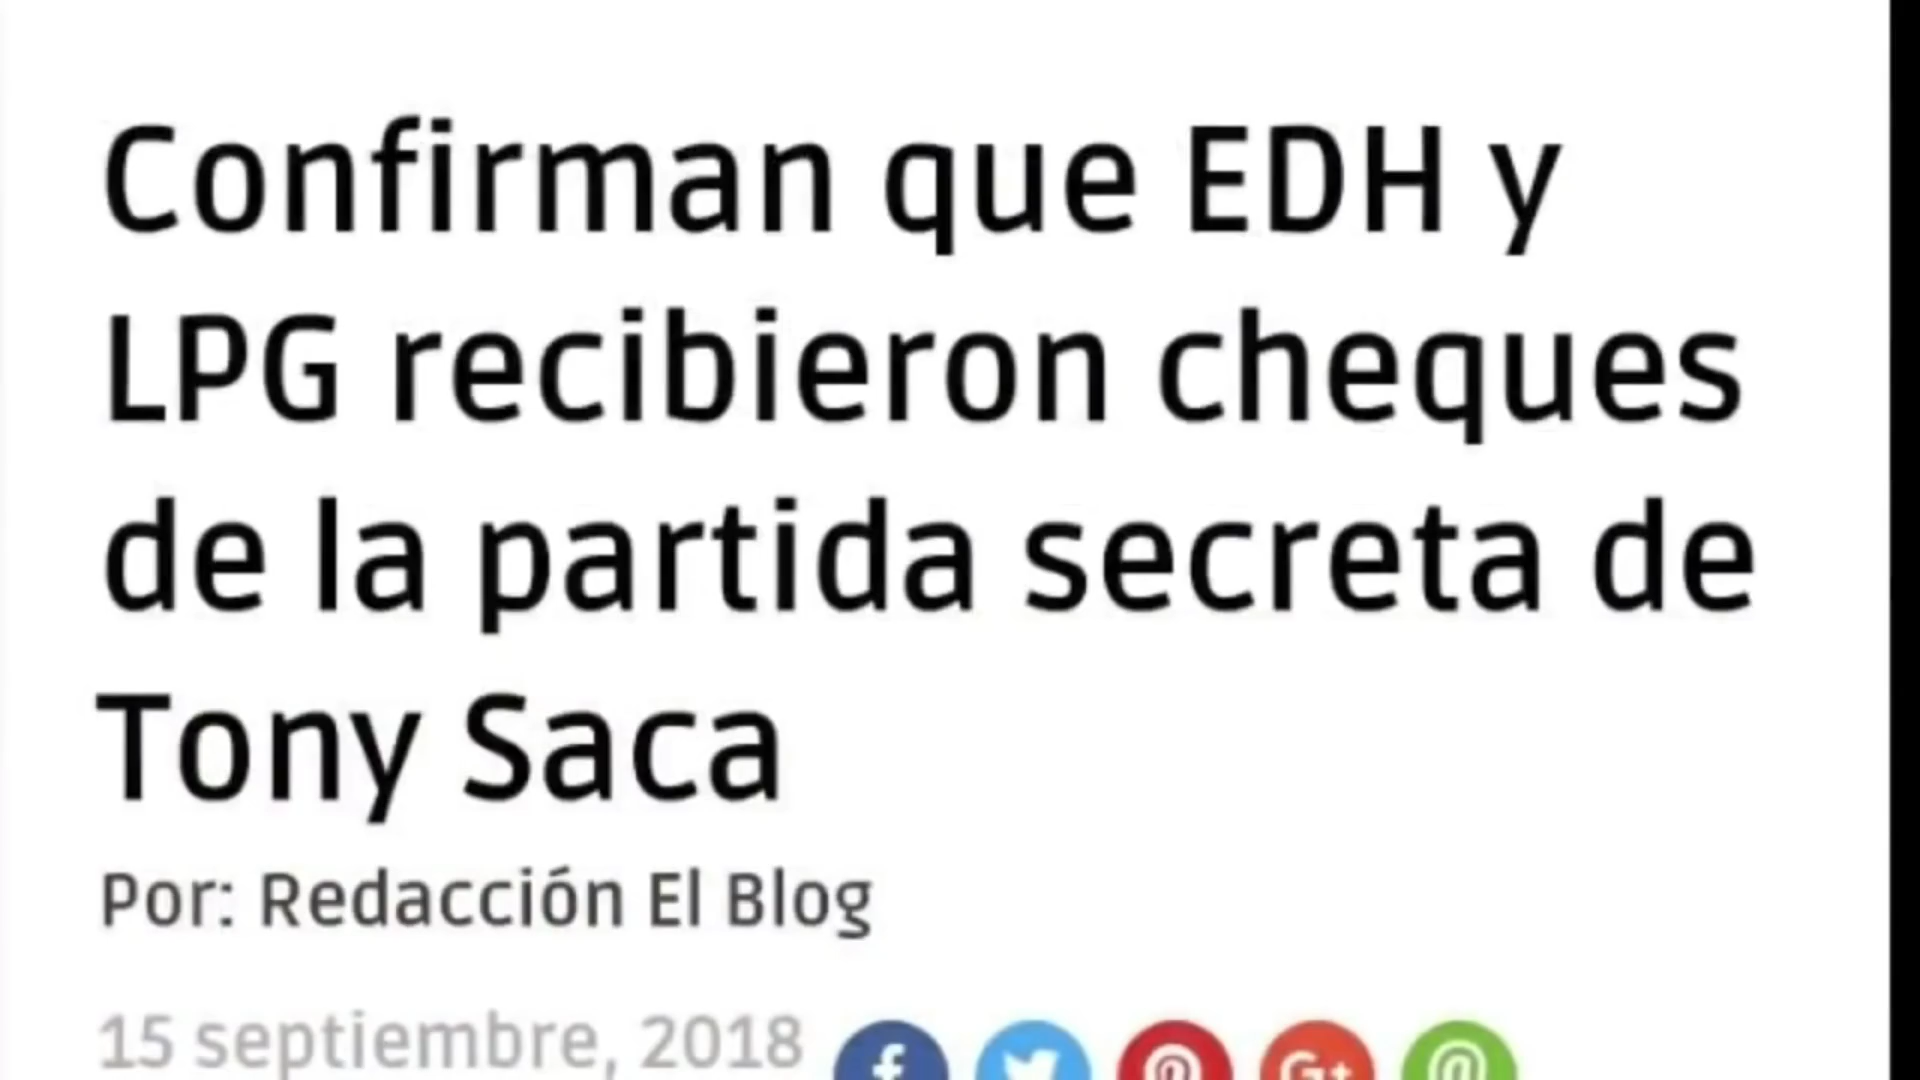 Confirman que EDH y
LPG recibieron cheques
de la partida secreta de
Tony Saca
Por: Redacción El Blog
15 septiembre, 2018